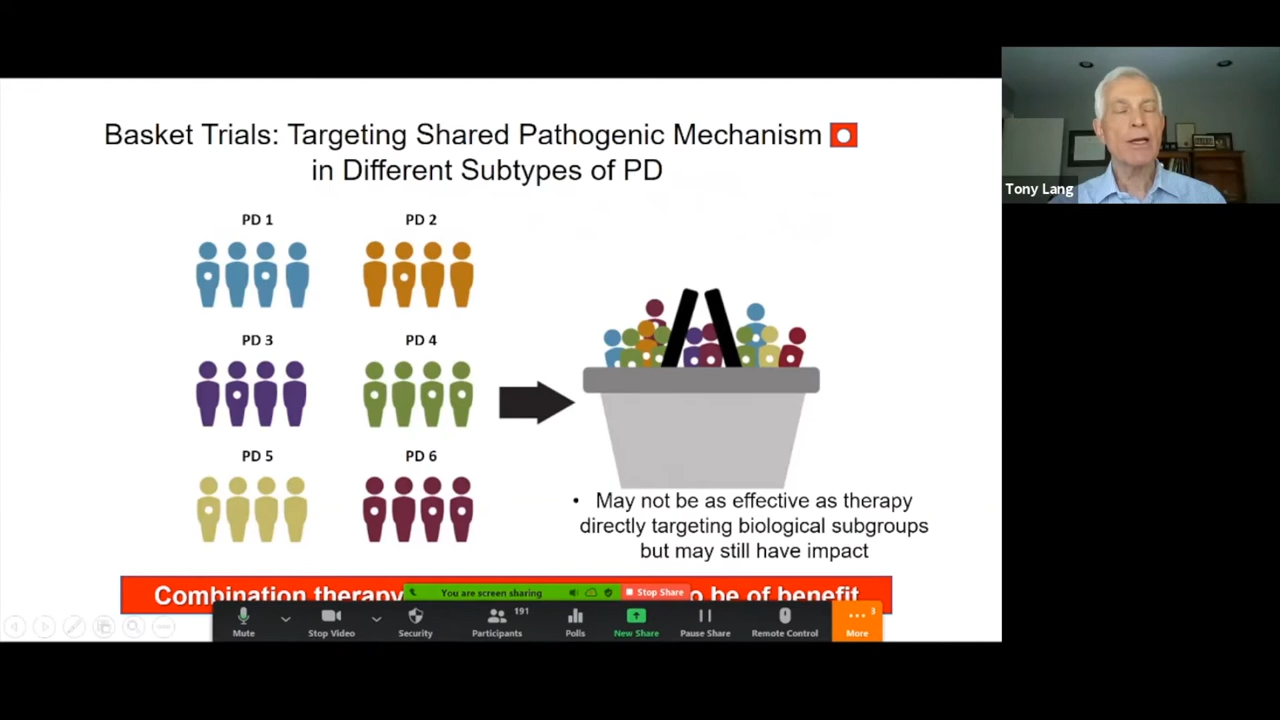 Basket Trials: Targeting Shared Pathogenic Mechanism
in Different Subtypes of PD
PD 1
PD 2
PD 3
PD 4
PD 5
PD 6
• May not be as effective as therapy
directly targeting biological subgroups
but may still have impact
Combination therapy
o be of benefit
You are screen sharing
Stop Share
Mute
Stop Video
Security
Participants
191
Polls
New Share
Pause Share
Remote Control
More
3
Tony Lang